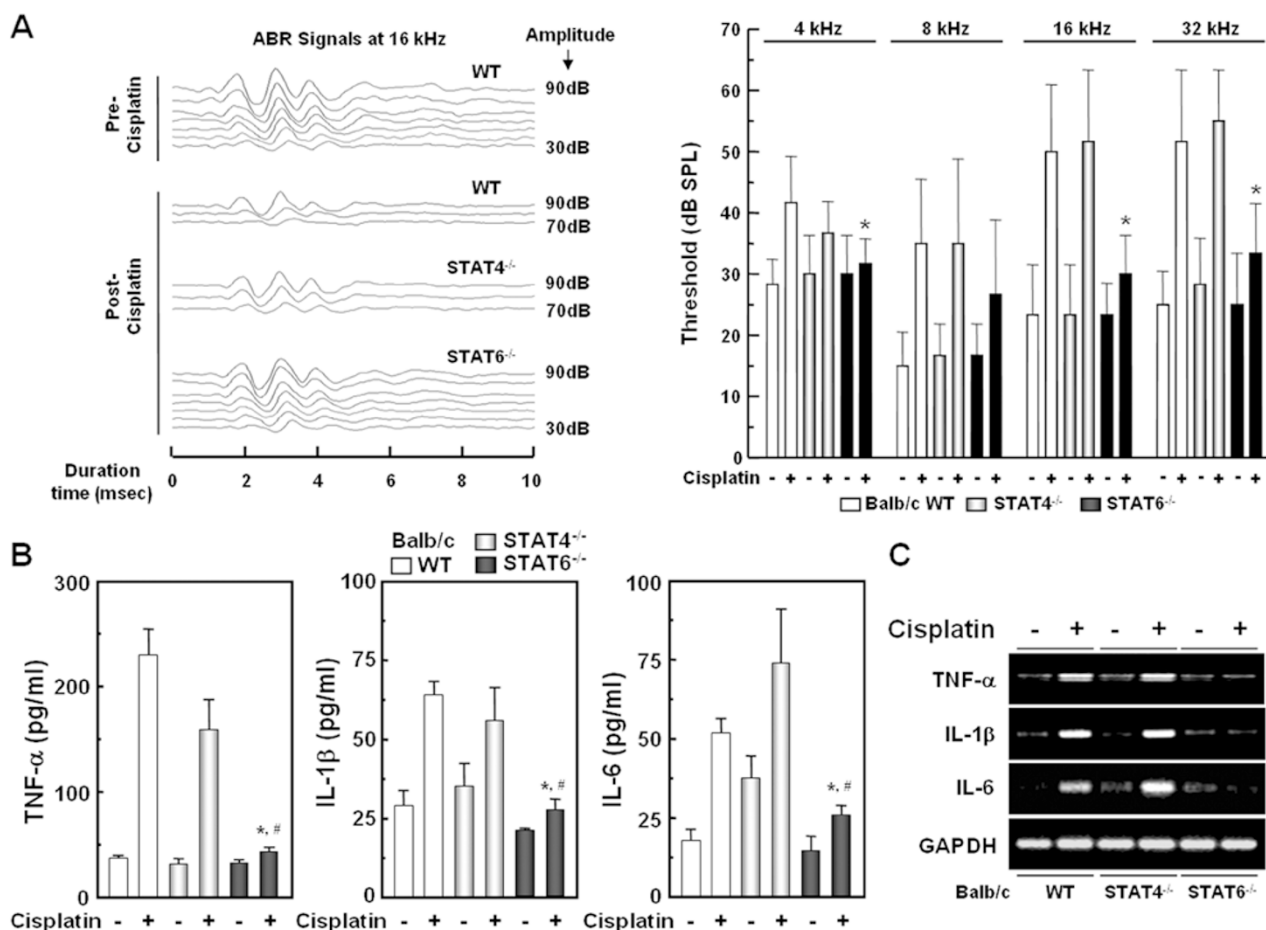 A
ABR Signals at 16 kHz
Amplitude
Pre-
Cisplatin
WT
90dB
30dB
Post-
Cisplatin
WT
90dB
70dB
STAT4-/-
90dB
70dB
STAT6-/-
90dB
30dB
Duration
time (msec)
0 2 4 6 8 10
4 kHz 8 kHz 16 kHz 32 kHz
Threshold (dB SPL)
70
60
50
40
30
20
10
0
* * *
Cisplatin - + - + - + - + - + - + - + - + - + - + - + - +
Balb/c WT STAT4-/- STAT6-/-
B
Balb/c
WT
STAT4-/-
STAT6-/-
TNF-α (pg/ml)
300
200
100
0
*, #
Cisplatin - + - + - +
IL-1β (pg/ml)
100
75
50
25
0
*, #
Cisplatin - + - + - +
IL-6 (pg/ml)
100
75
50
25
0
*, #
Cisplatin - + - + - +
C
Cisplatin - + - + - +
TNF-α
IL-1β
IL-6
GAPDH
Balb/c WT STAT4-/- STAT6-/-